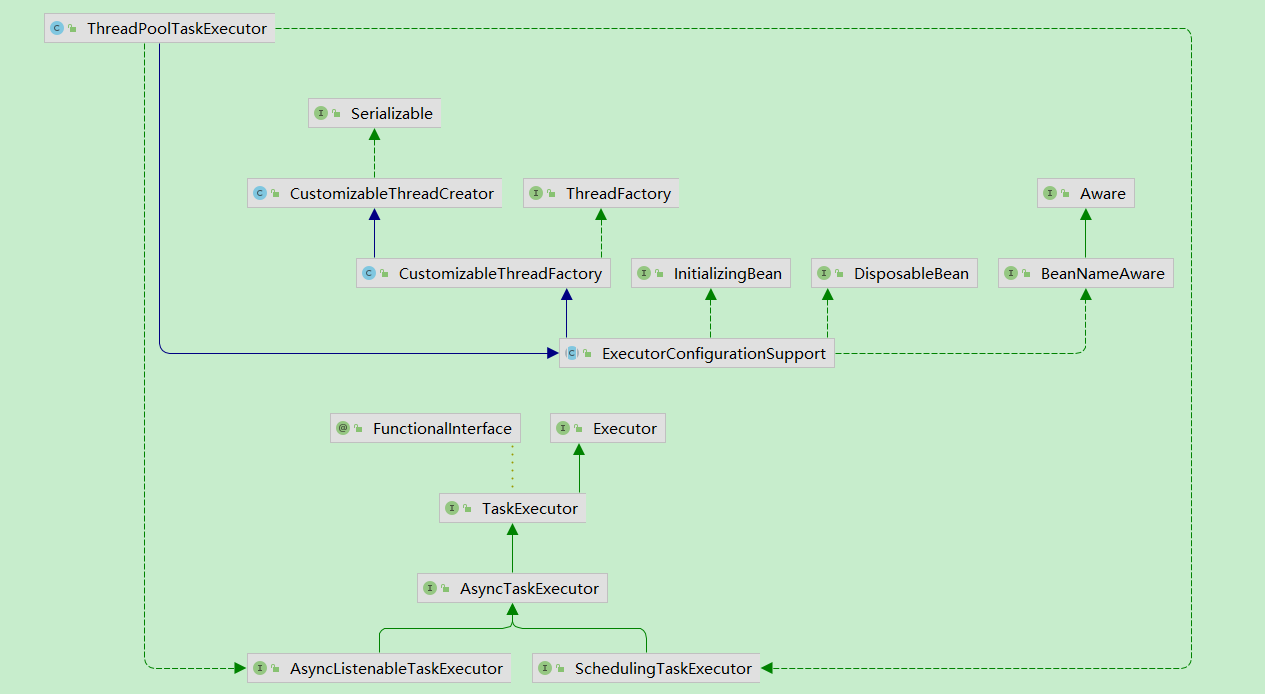 ThreadPoolTaskExecutor
Serializable
CustomizableThreadCreator
ThreadFactory
Aware
CustomizableThreadFactory
InitializingBean
DisposableBean
BeanNameAware
ExecutorConfigurationSupport
FunctionalInterface
Executor
TaskExecutor
AsyncTaskExecutor
AsyncListenableTaskExecutor
SchedulingTaskExecutor